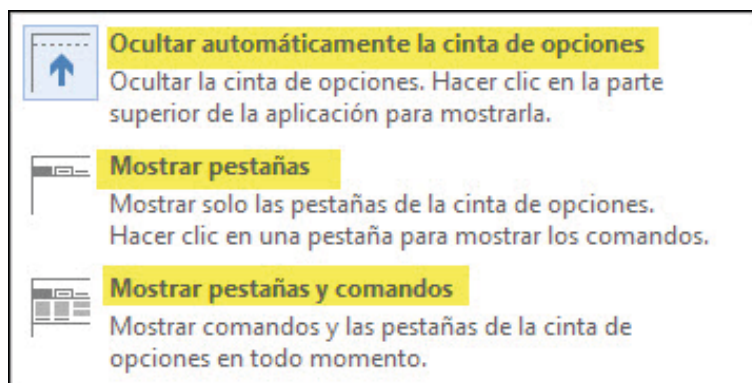 Ocultar automáticamente la cinta de opciones
Ocultar la cinta de opciones. Hacer clic en la parte
superior de la aplicación para mostrarla.
Mostrar pestañas
Mostrar solo las pestañas de la cinta de opciones.
Hacer clic en una pestaña para mostrar los comandos.
Mostrar pestañas y comandos
Mostrar comandos y las pestañas de la cinta de
opciones en todo momento.